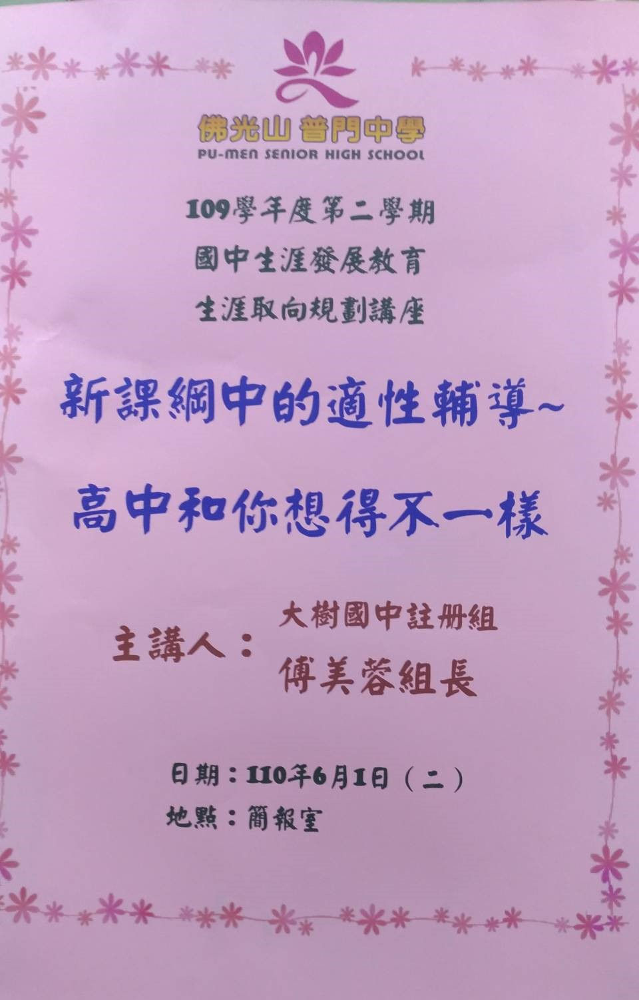 佛光山 普門中學
PU-MEN SENIOR HIGH SCHOOL
109學年度第二學期
國中生涯發展教育
生涯取向規劃講座
新課綱中的適性輔導~
高中和你想得不一樣
主講人：
大樹國中註册組
傅美蓉組長
日期：110年6月1日（二）
地點：簡報室